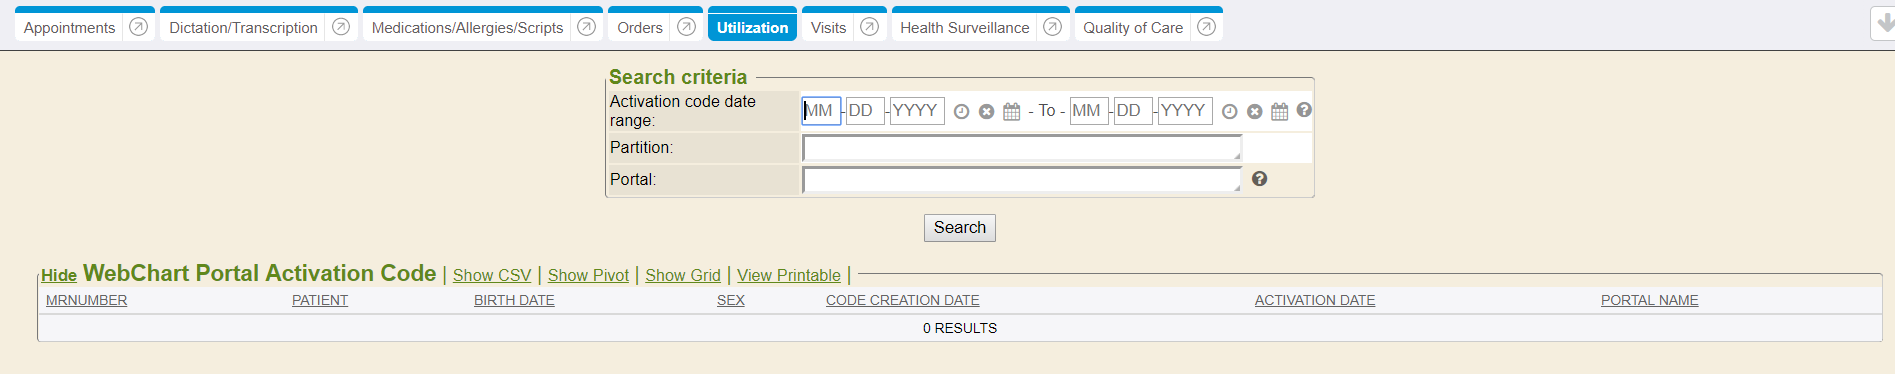 Appointments Dictation/Transcription Medications/Allergies/Scripts Orders Utilization Visits Health Surveillance Quality of Care
Search criteria
Activation code date range: MM - DD - YYYY - To - MM - DD - YYYY
Partition:
Portal:
Search
Hide WebChart Portal Activation Code | Show CSV | Show Pivot | Show Grid | View Printable |
MRNUMBER PATIENT BIRTH DATE SEX CODE CREATION DATE ACTIVATION DATE PORTAL NAME
0 RESULTS